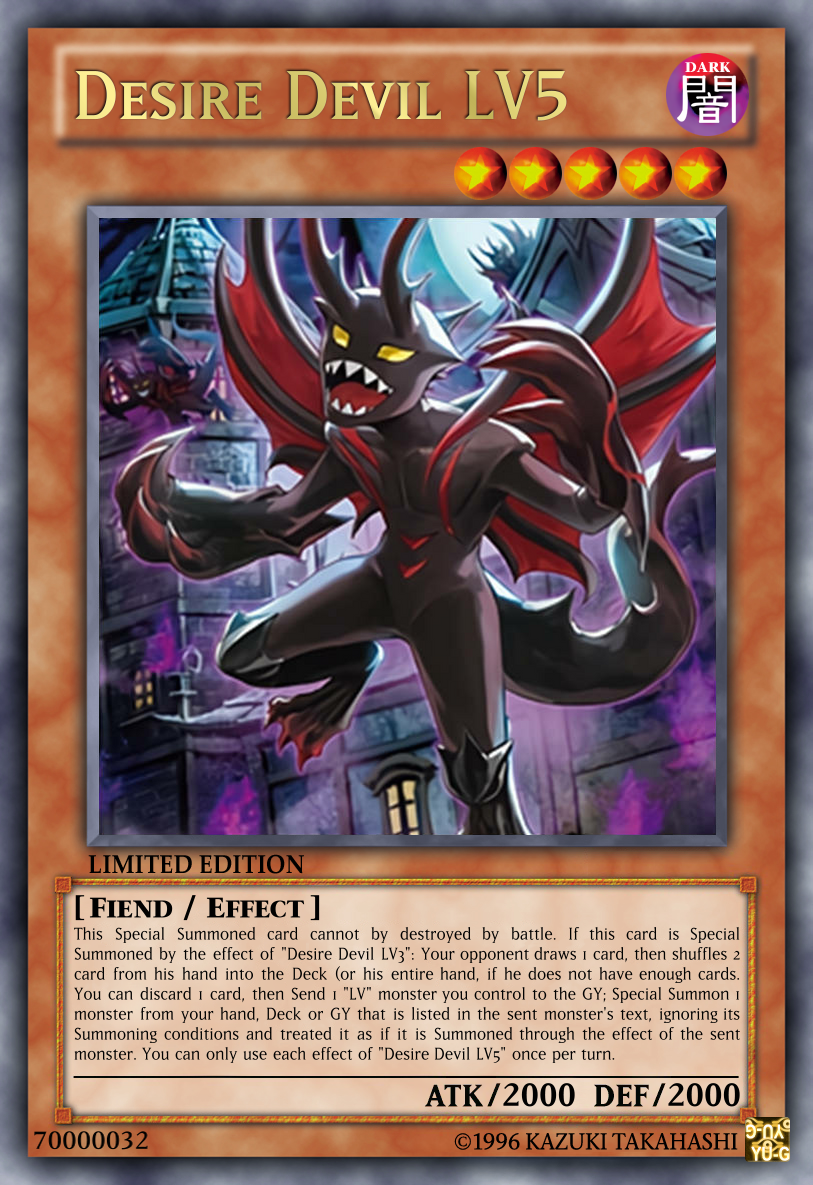 Desire Devil LV5
DARK
闇
LIMITED EDITION
[ Fiend / Effect ]
This Special Summoned card cannot by destroyed by battle. If this card is Special
Summoned by the effect of "Desire Devil LV3": Your opponent draws 1 card, then shuffles 2
card from his hand into the Deck (or his entire hand, if he does not have enough cards.
You can discard 1 card, then Send 1 "LV" monster you control to the GY; Special Summon 1
monster from your hand, Deck or GY that is listed in the sent monster's text, ignoring its
Summoning conditions and treated it as if it is Summoned through the effect of the sent
monster. You can only use each effect of "Desire Devil LV5" once per turn.
ATK/2000 DEF/2000
70000032
©1996 KAZUKI TAKAHASHI